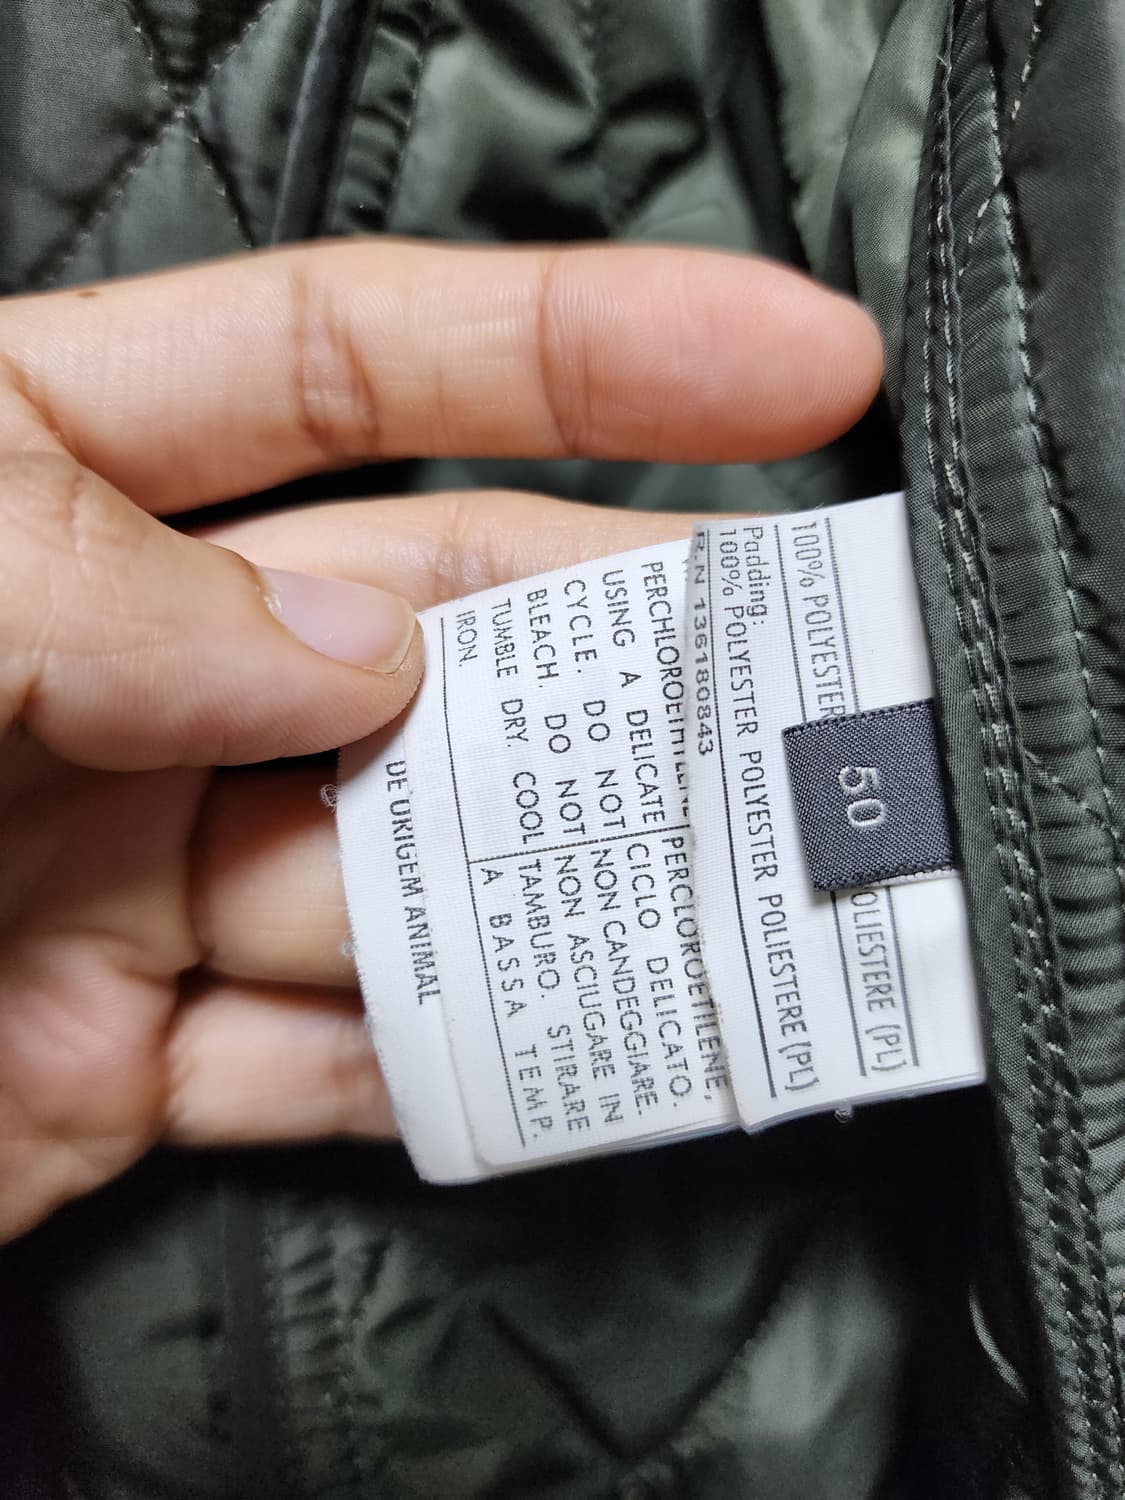 50
100% POLYESTER
OLIESTERE (PL)
Padding:
100% POLYESTER POLYESTER POLYESTER POLIESTERE (PL)
R.N 136180843
PERCHLOROETHYLENE PERCLOROETILENE,
USING A DELICATE CICLO DELICATO.
CYCLE. DO NOT NON CANDEGGIARE.
BLEACH. DO NOT NON ASCIUGARE IN
TUMBLE DRY. COOL TAMBURO. STIRARE
IRON. A BASSA TEMP.
DE ORIGEM ANIMAL